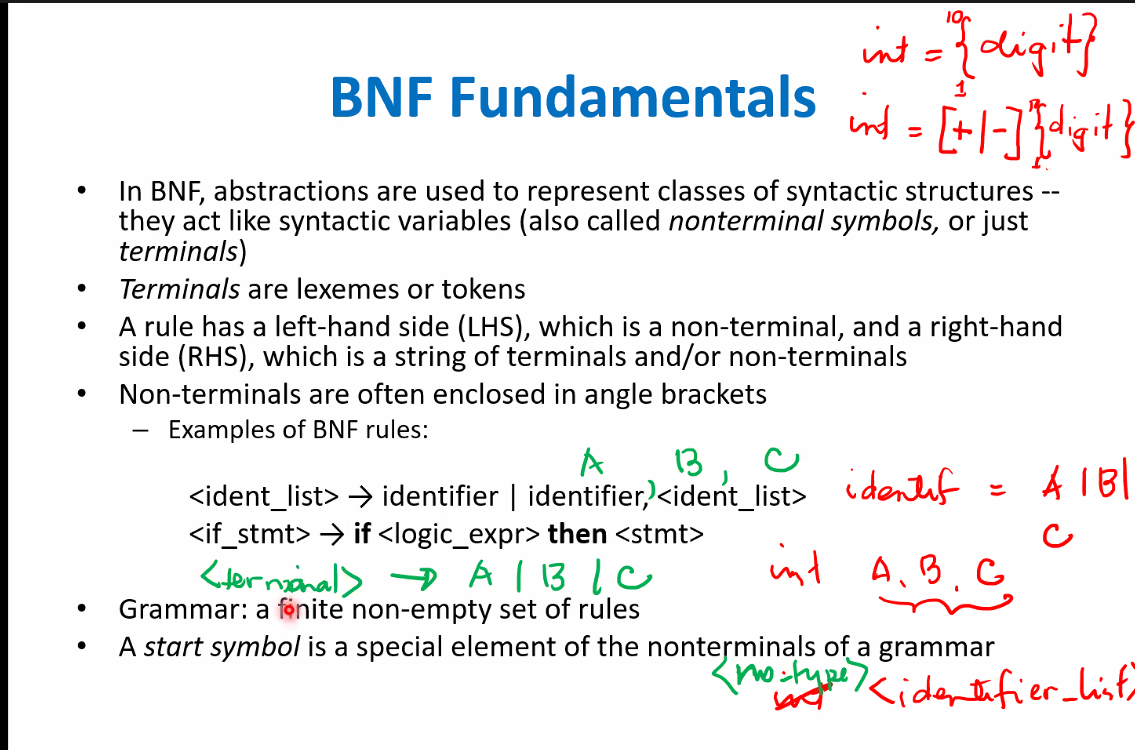 int = {digit}
10
1
BNF Fundamentals
int = [+|-] {digit}
• In BNF, abstractions are used to represent classes of syntactic structures --
they act like syntactic variables (also called nonterminal symbols, or just
terminals)
• Terminals are lexemes or tokens
• A rule has a left-hand side (LHS), which is a non-terminal, and a right-hand
side (RHS), which is a string of terminals and/or non-terminals
• Non-terminals are often enclosed in angle brackets
– Examples of BNF rules:
A B , C
<ident_list> → identifier | identifier, <ident_list>
identif = A | B |
C
<if_stmt> → if <logic_expr> then <stmt>
<terminal> → A | B | C
int A, B, C
• Grammar: a finite non-empty set of rules
• A start symbol is a special element of the nonterminals of a grammar
<identifier_list>